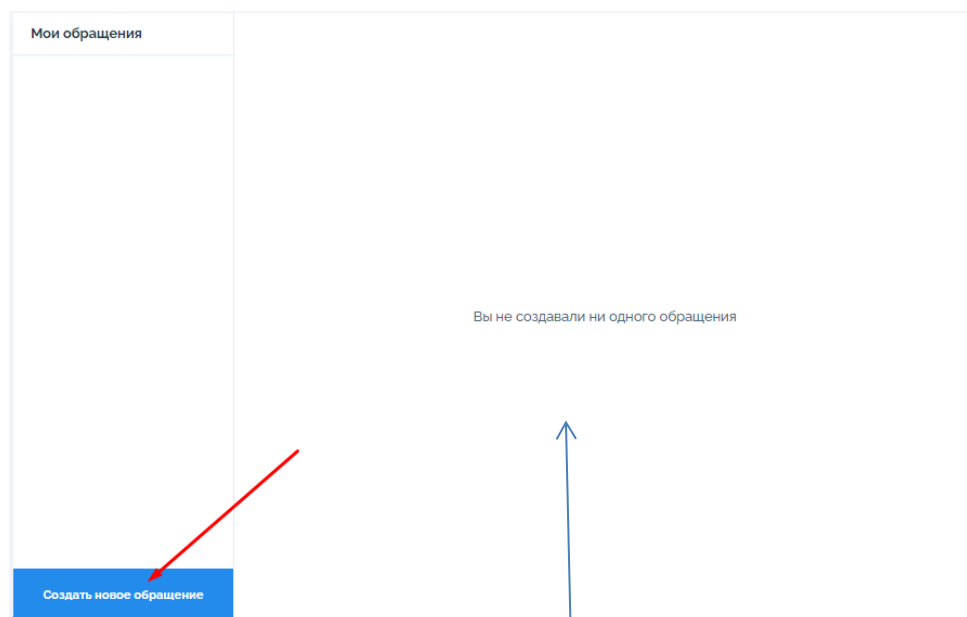 Мои обращения
Вы не создавали ни одного обращения
Создать новое обращение